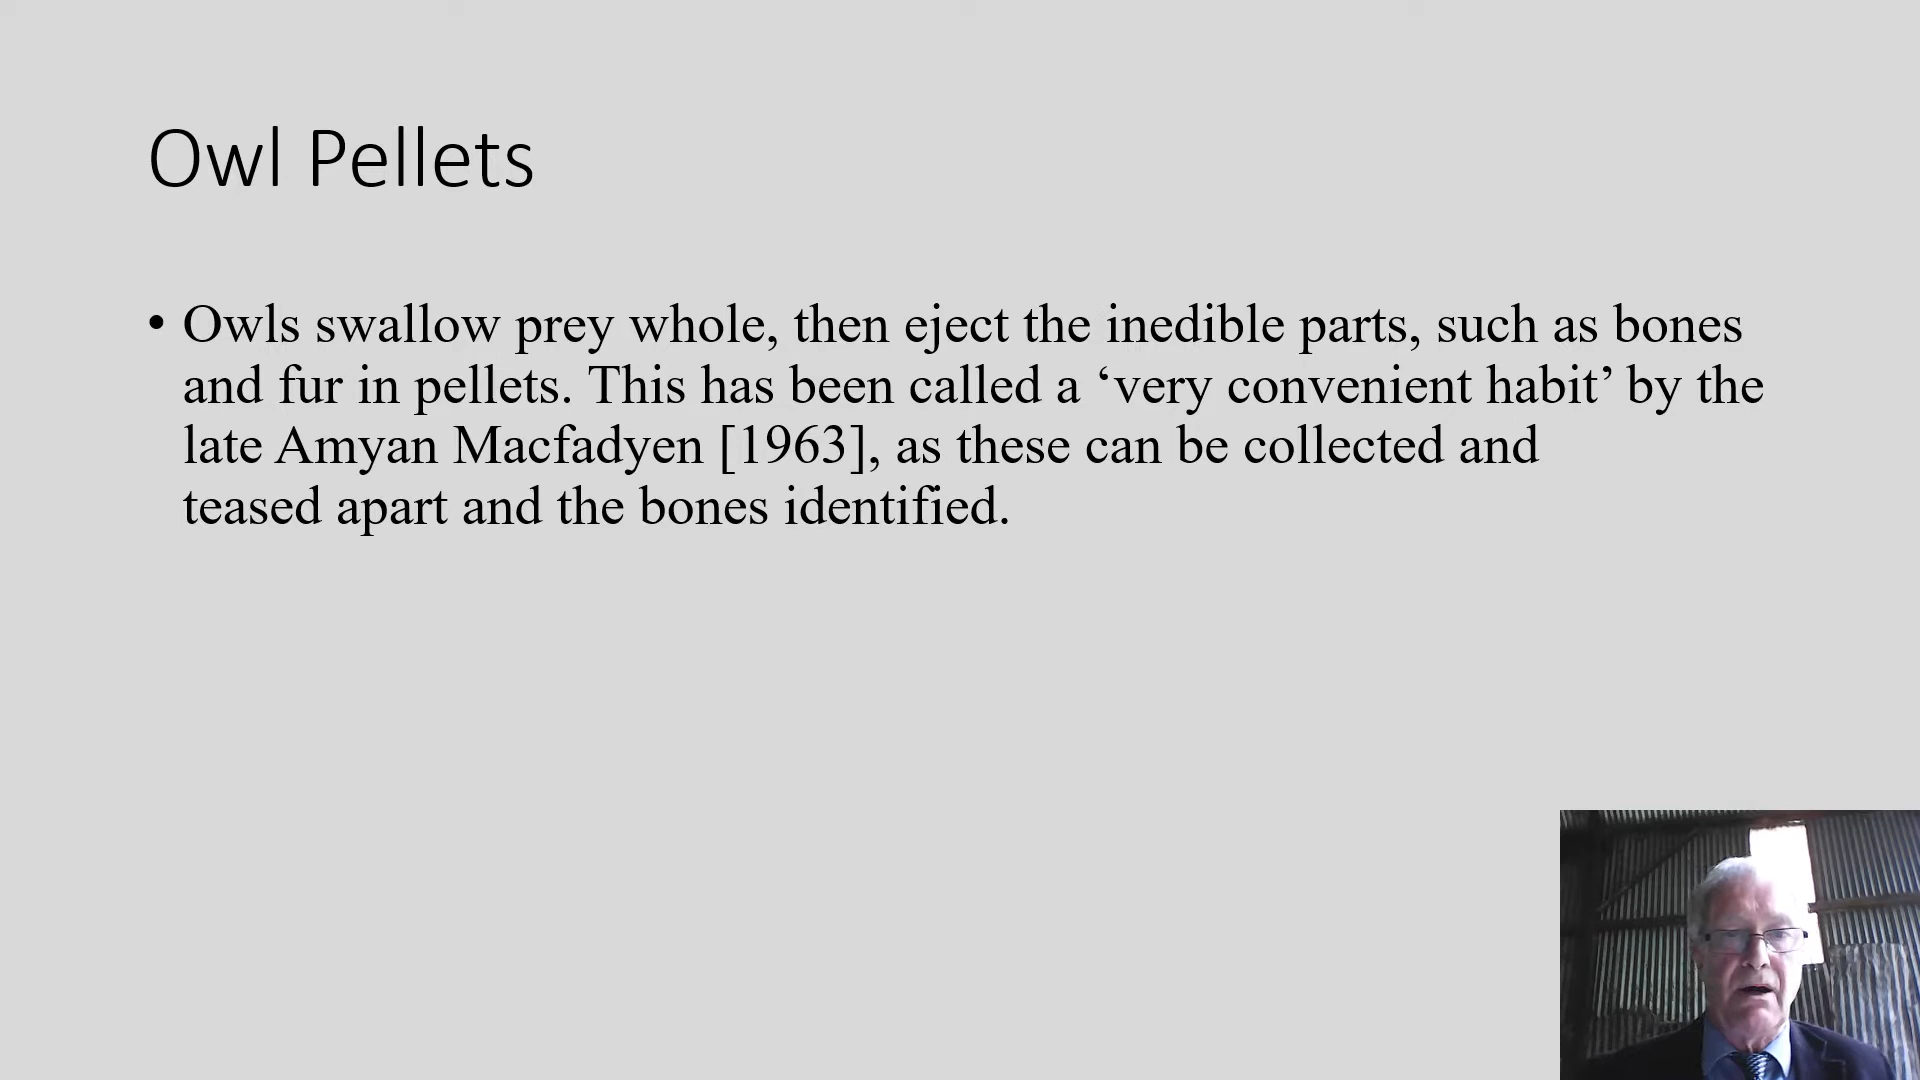 Owl Pellets
• Owls swallow prey whole, then eject the inedible parts, such as bones
and fur in pellets. This has been called a ‘very convenient habit’ by the
late Amyan Macfadyen [1963], as these can be collected and
teased apart and the bones identified.